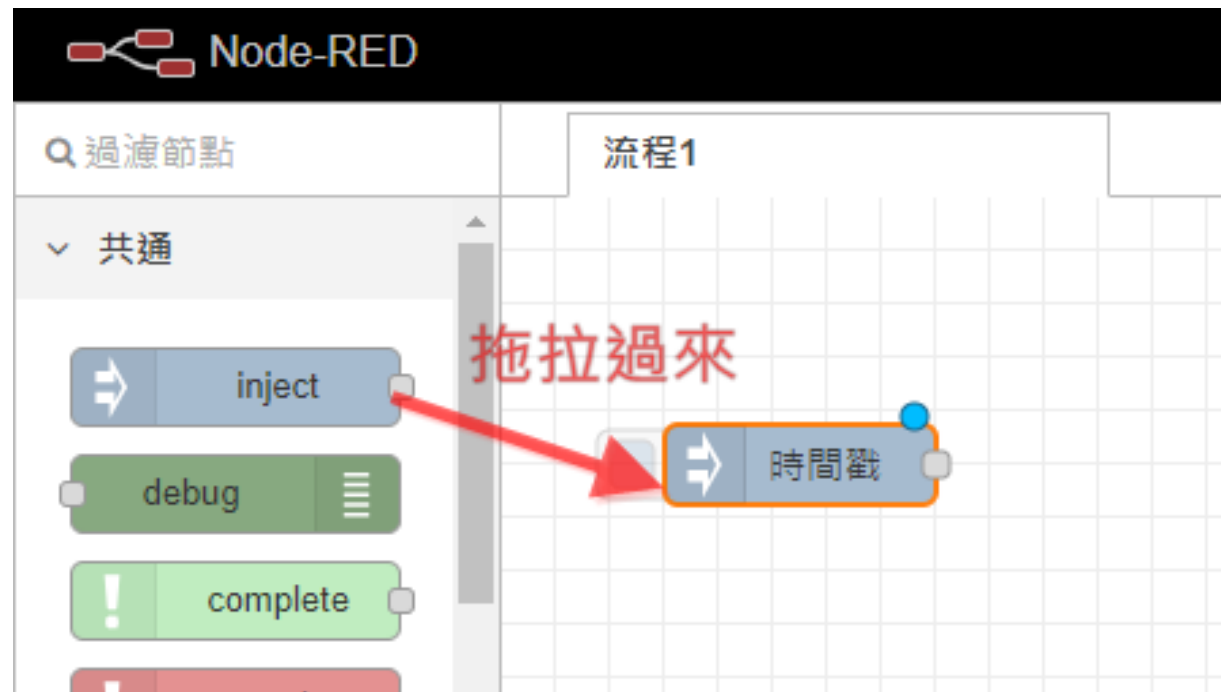 Node-RED
過濾節點
流程1
共通
拖拉過來
inject
時間戳
debug
complete